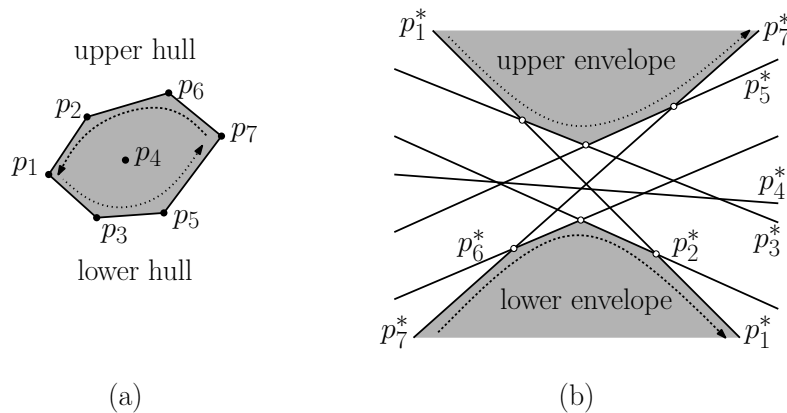 upper hull
p₆
p₂
p₇
p₄
p₁
p₅
p₃
lower hull
(a)
p₁*
p₇*
upper envelope
p₅*
p₄*
p₃*
p₆*
p₂*
lower envelope
p₇*
p₁*
(b)